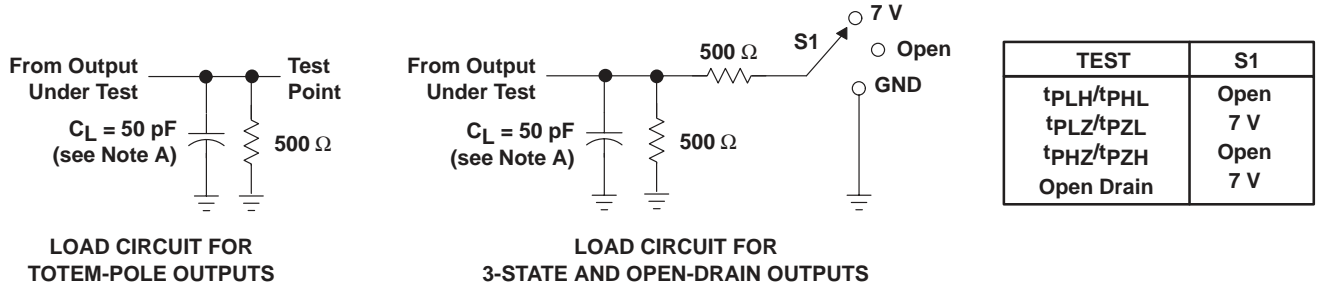 From Output
Under Test
Test
Point
CL = 50 pF
(see Note A)
500 Ω
LOAD CIRCUIT FOR
TOTEM-POLE OUTPUTS
7 V
S1
Open
GND
500 Ω
From Output
Under Test
CL = 50 pF
(see Note A)
500 Ω
LOAD CIRCUIT FOR
3-STATE AND OPEN-DRAIN OUTPUTS
TEST S1
tPLH/tPHL Open
tPLZ/tPZL 7 V
tPHZ/tPZH Open
Open Drain 7 V